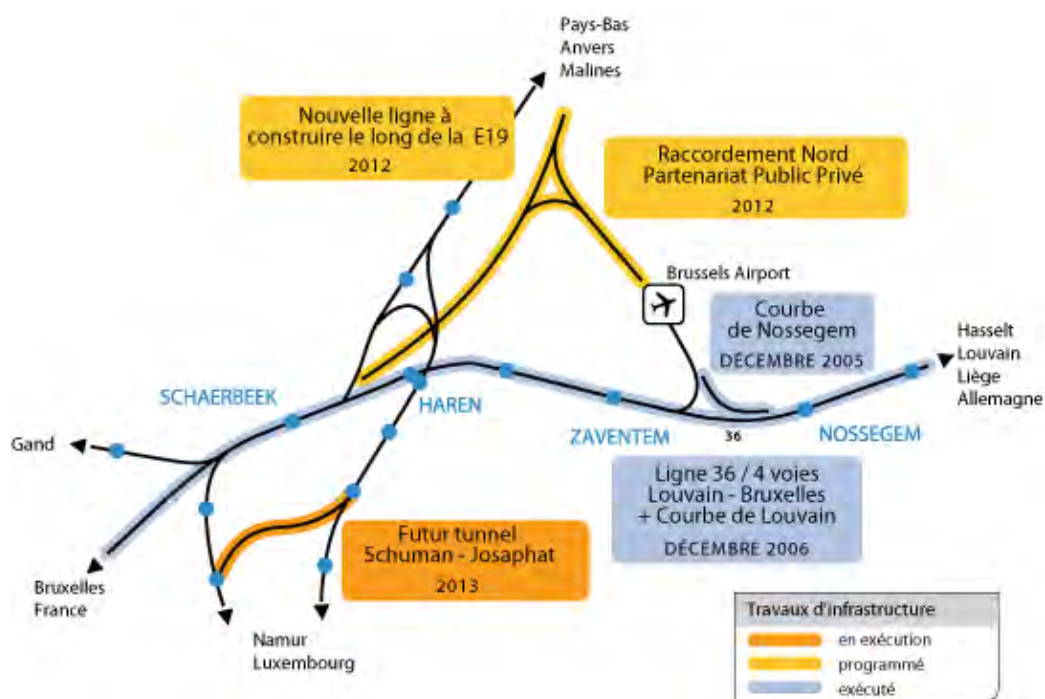 Pays-Bas
Anvers
Malines
Nouvelle ligne à
construire le long de la E19
2012
Raccordement Nord
Partenariat Public Privé
2012
Brussels Airport
Courbe
de Nossegem
DÉCEMBRE 2005
Hasselt
Louvain
Liège
Allemagne
SCHAERBEEK
HAREN
ZAVENTEM
36
NOSSEGEM
Gand
Ligne 36 / 4 voies
Louvain - Bruxelles
+ Courbe de Louvain
DÉCEMBRE 2006
Futur tunnel
Schuman - Josaphat
2013
Bruxelles
France
Namur
Luxembourg
Travaux d'infrastructure
en exécution
programmé
exécuté